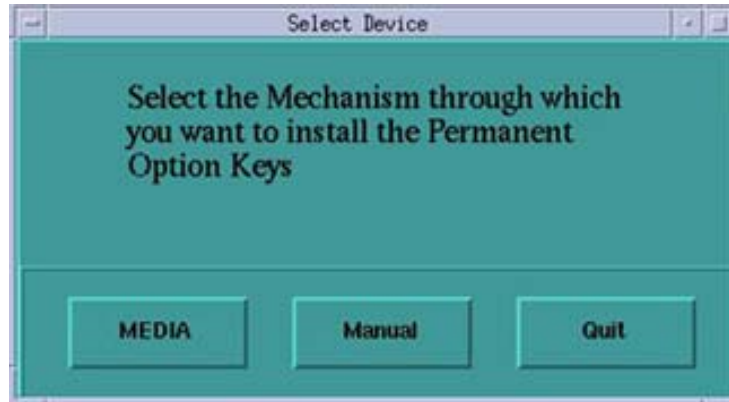 Select Device
Select the Mechanism through which
you want to install the Permanent
Option Keys
MEDIA
Manual
Quit